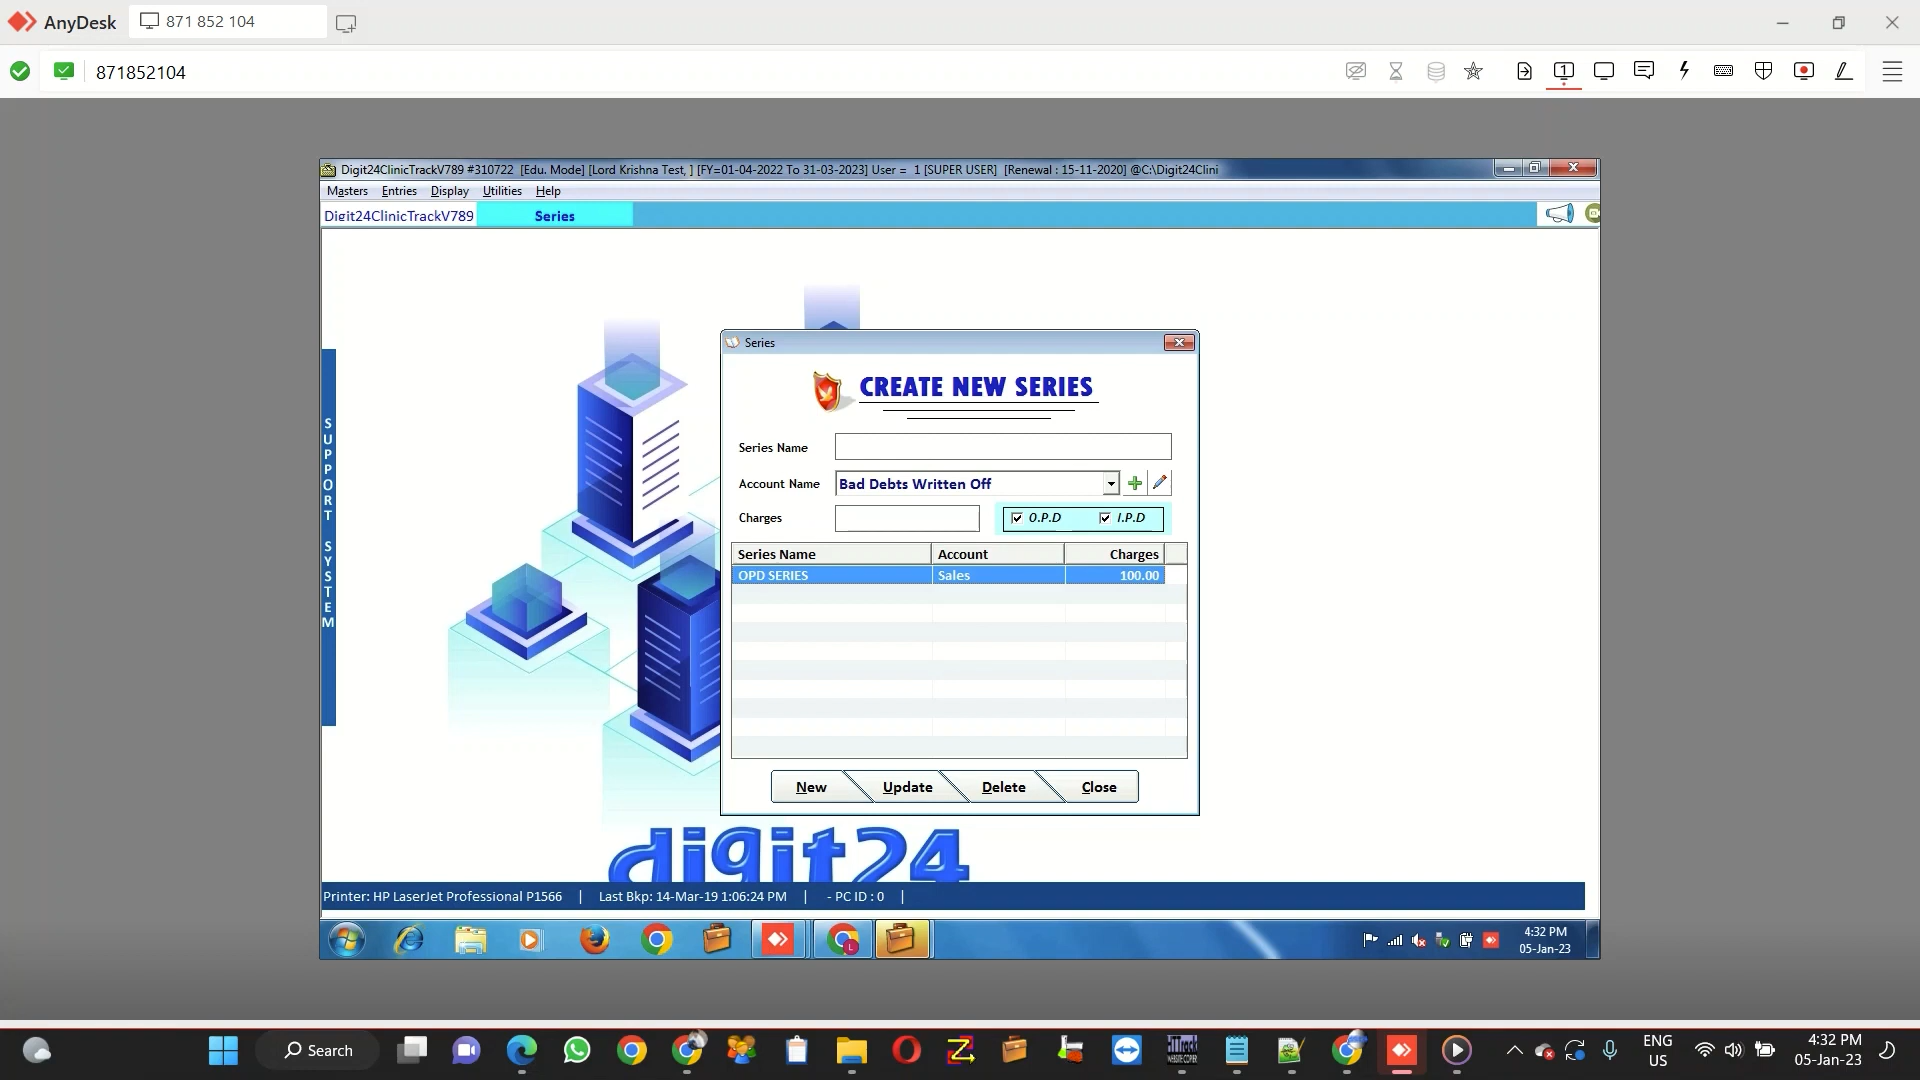 AnyDesk
871 852 104
871852104
1
Digit24ClinicTrackV789 #310722 [Edu. Mode] [Lord Krishna Test, ] [FY=01-04-2022 To 31-03-2023] User = 1 [SUPER USER] [Renewal : 15-11-2020] @C:\Digit24Clini
Masters Entries Display Utilities Help
Digit24ClinicTrackV789 Series
SUPPORT SYSTEM
Series
CREATE NEW SERIES
Series Name
Account Name Bad Debts Written Off
Charges O.P.D I.P.D
Series Name Account Charges
OPD SERIES Sales 100.00
New Update Delete Close
digit24
Printer: HP LaserJet Professional P1566 | Last Bkp: 14-Mar-19 1:06:24 PM | - PC ID : 0 |
4:32 PM
05-Jan-23
Search
ENG
US
4:32 PM
05-Jan-23